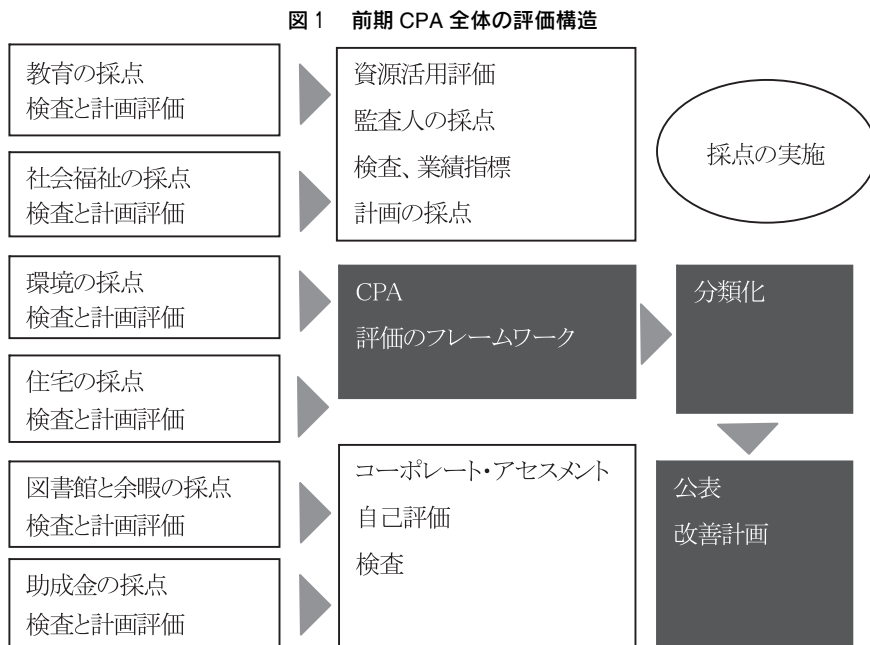 図1 前期 CPA 全体の評価構造
教育の採点
検査と計画評価
社会福祉の採点
検査と計画評価
環境の採点
検査と計画評価
住宅の採点
検査と計画評価
図書館と余暇の採点
検査と計画評価
助成金の採点
検査と計画評価
資源活用評価
監査人の採点
検査、業績指標
計画の採点
CPA
評価のフレームワーク
コーポレート・アセスメント
自己評価
検査
採点の実施
分類化
公表
改善計画